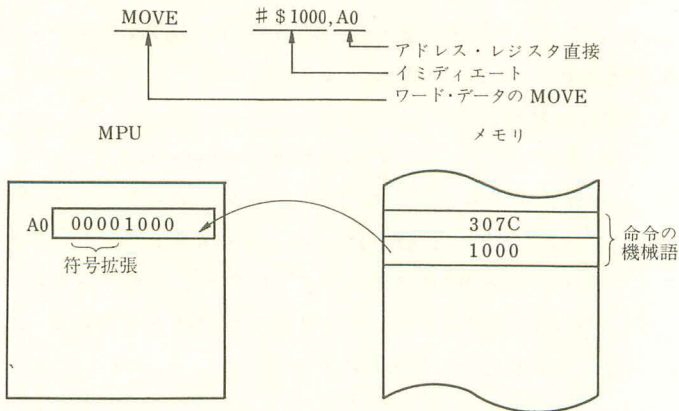 MOVE #$1000,A0
アドレス・レジスタ直接
イミディエート
ワード・データのMOVE
MPU
メモリ
A0 00001000
符号拡張
307C
1000
命令の
機械語